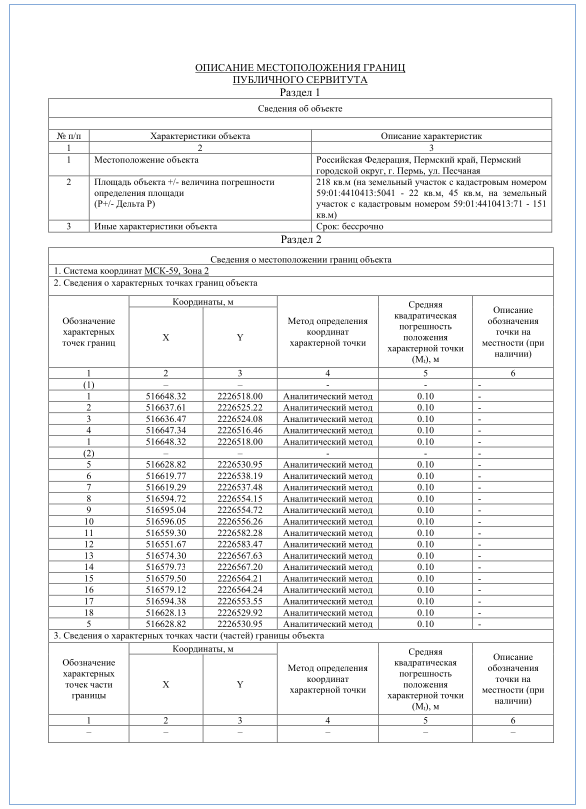 ОПИСАНИЕ МЕСТОПОЛОЖЕНИЯ ГРАНИЦ
ПУБЛИЧНОГО СЕРВИТУТА
Раздел 1
Сведения об объекте
№ п/п Характеристики объекта Описание характеристик
1 2 3
1 Местоположение объекта Российская Федерация, Пермский край, Пермский
городской округ, г. Пермь, ул. Песчаная
2 Площадь объекта +/- величина погрешности 218 кв.м (на земельный участок с кадастровым номером
определения площади 59:01:4410413:5041 - 22 кв.м, 45 кв.м, на земельный
(Р+/- Дельта Р) участок с кадастровым номером 59:01:4410413:71 - 151
кв.м)
3 Иные характеристики объекта Срок: бессрочно
Раздел 2
Сведения о местоположении границ объекта
1. Система координат МСК-59, Зона 2
2. Сведения о характерных точках границ объекта
Обозначение характерных точек границ
Координаты, м
X
Y
Метод определения координат характерной точки
Средняя квадратическая погрешность положения характерной точки (Mt), м
Описание обозначения точки на местности (при наличии)
1 2 3 4 5 6
(1) – – - - -
1 516648.32 2226518.00 Аналитический метод 0.10 -
2 516637.61 2226525.22 Аналитический метод 0.10 -
3 516636.47 2226524.08 Аналитический метод 0.10 -
4 516647.34 2226516.46 Аналитический метод 0.10 -
1 516648.32 2226518.00 Аналитический метод 0.10 -
(2) – – - - -
5 516628.82 2226530.95 Аналитический метод 0.10 -
6 516619.77 2226538.19 Аналитический метод 0.10 -
7 516619.29 2226537.48 Аналитический метод 0.10 -
8 516594.72 2226554.15 Аналитический метод 0.10 -
9 516595.04 2226554.72 Аналитический метод 0.10 -
10 516596.05 2226556.26 Аналитический метод 0.10 -
11 516559.30 2226582.28 Аналитический метод 0.10 -
12 516551.67 2226583.47 Аналитический метод 0.10 -
13 516574.30 2226567.63 Аналитический метод 0.10 -
14 516579.73 2226567.20 Аналитический метод 0.10 -
15 516579.50 2226564.21 Аналитический метод 0.10 -
16 516579.12 2226564.24 Аналитический метод 0.10 -
17 516594.38 2226553.55 Аналитический метод 0.10 -
18 516628.13 2226529.92 Аналитический метод 0.10 -
5 516628.82 2226530.95 Аналитический метод 0.10 -
3. Сведения о характерных точках части (частей) границы объекта
Обозначение характерных точек части границы
Координаты, м
X
Y
Метод определения координат характерной точки
Средняя квадратическая погрешность положения характерной точки (Mt), м
Описание обозначения точки на местности (при наличии)
1 2 3 4 5 6
– – – – – –